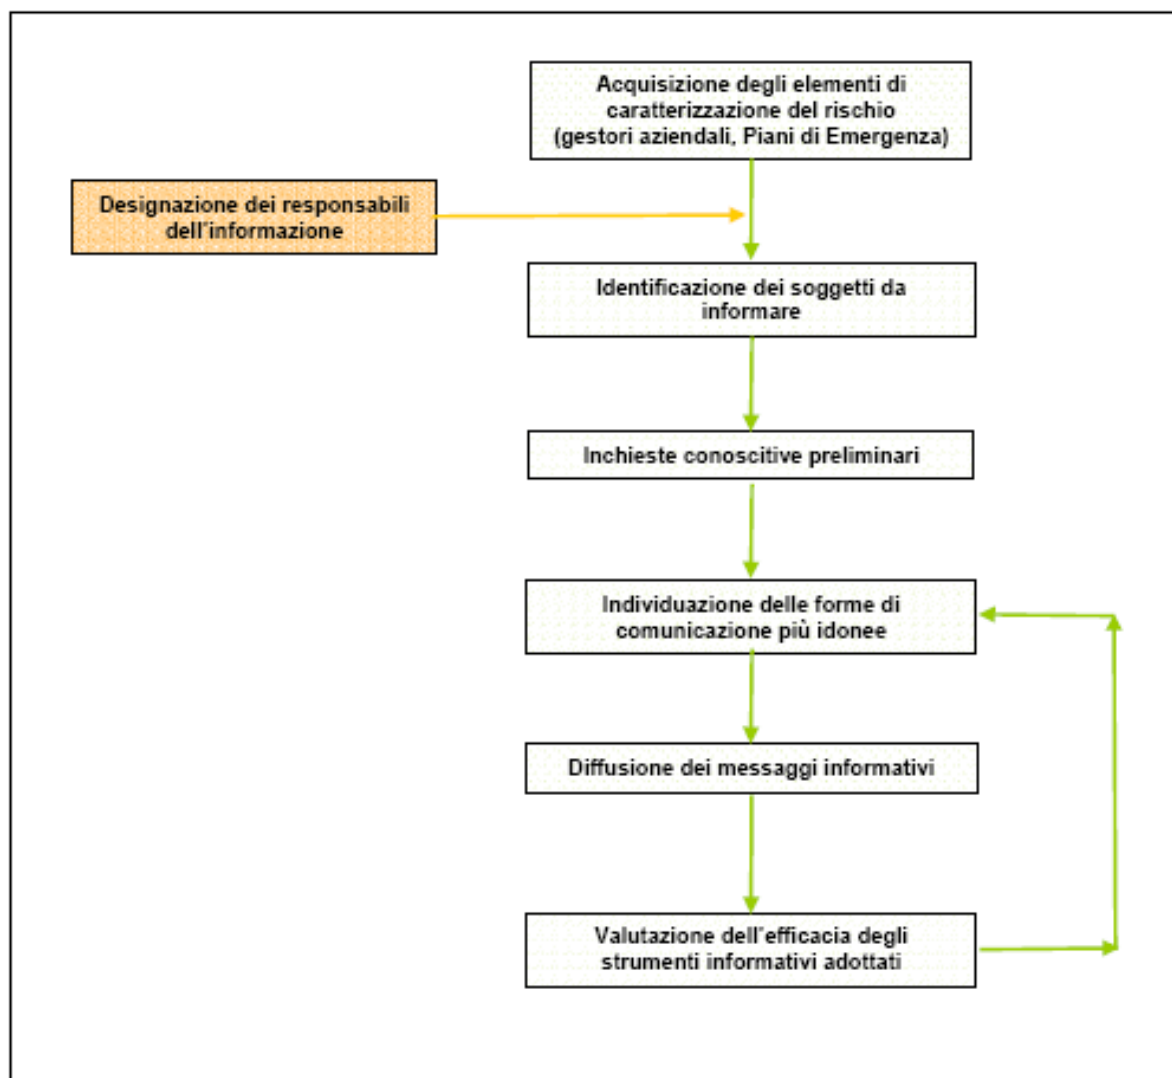 Acquisizione degli elementi di
caratterizzazione del rischio
(gestori aziendali, Piani di Emergenza)
Designazione dei responsabili
dell'informazione
Identificazione dei soggetti da
informare
Inchieste conoscitive preliminari
Individuazione delle forme di
comunicazione più idonee
Diffusione dei messaggi informativi
Valutazione dell'efficacia degli
strumenti informativi adottati